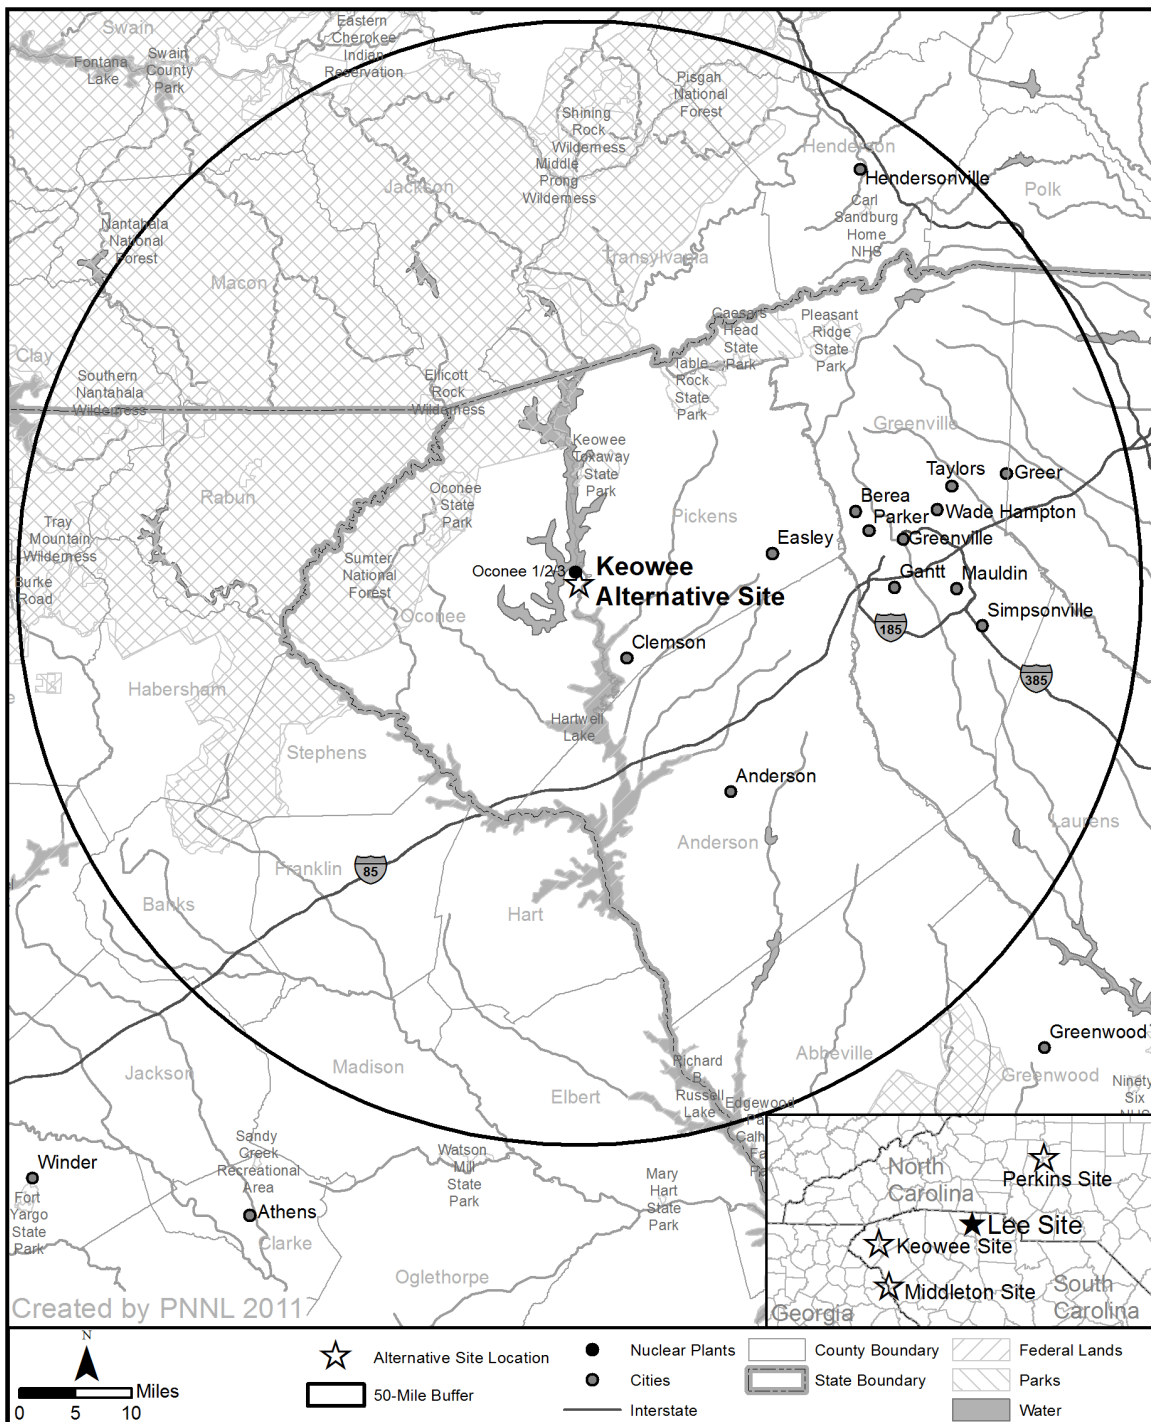 Swain
Fontana
Lake
Swain
County
Park
Eastern
Cherokee
Indian
Reservation
Pisgah
National
Forest
Shining
Rock
Wilderness
Middle
Prong
Wilderness
Henderson
Hendersonville
Carl
Sandburg
Home
NHS
Polk
Jackson
Nantahala
National
Forest
Macon
Transylvania
Clay
Southern
Nantahala
Wilderness
Ellicott
Rock
Wilderness
Caesars
Head
State
Park
Pleasant
Ridge
State
Park
Table
Rock
State
Park
Keowee
Toxaway
State
Park
Greenville
Taylors
Greer
Berea
Wade Hampton
Parker
Greenville
Rabun
Oconee
State
Park
Pickens
Easley
Tray
Mountain
Wilderness
Burke
Road
Sumter
National
Forest
Oconee 1/2/3
Keowee
Alternative Site
Gantt
Mauldin
Simpsonville
185
385
Oconee
Clemson
Habersham
Hartwell
Lake
Stephens
Anderson
Anderson
Laurens
Franklin
85
Banks
Hart
Greenwood
Greenwood
Ninety
Six
NHS
Abbeville
Richard
B
Russell
Lake
Edgewood
Pa
Calh
Fa
Pa
Jackson
Madison
Elbert
Winder
Fort
Yargo
State
Park
Sandy
Creek
Recreational
Area
Athens
Clarke
Watson
Mill
State
Park
Mary
Hart
State
Park
Oglethorpe
Created by PNNL 2011
North
Carolina
Perkins Site
Lee Site
Keowee Site
Middleton Site
South
Carolina
Georgia
N
Miles
0 5 10
Alternative Site Location
50-Mile Buffer
Nuclear Plants
Cities
Interstate
County Boundary
State Boundary
Federal Lands
Parks
Water